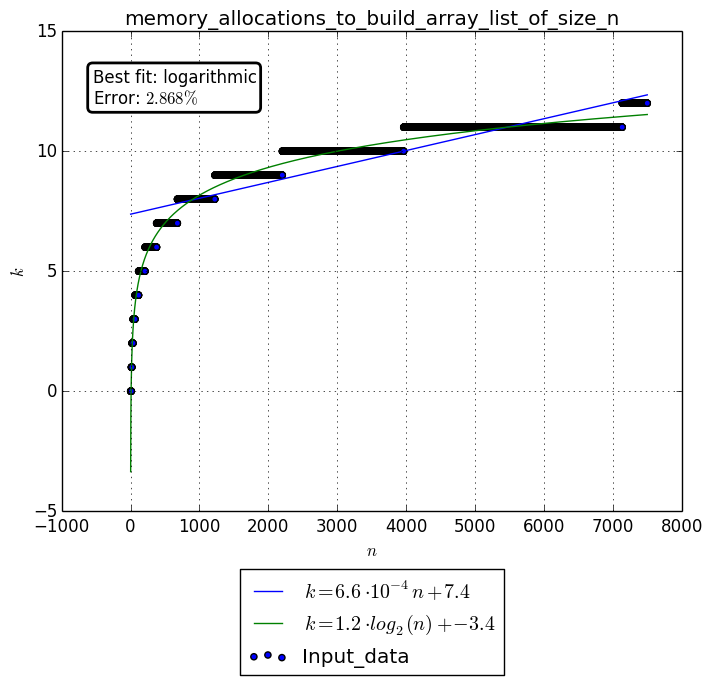 memory_allocations_to_build_array_list_of_size_n
Best fit: logarithmic
Error: 2.868%
15
10
5
0
−5
k
−1000 0 1000 2000 3000 4000 5000 6000 7000 8000
n
k=6.6·10⁻⁴ n+7.4
k=1.2·log₂(n)+−3.4
Input_data